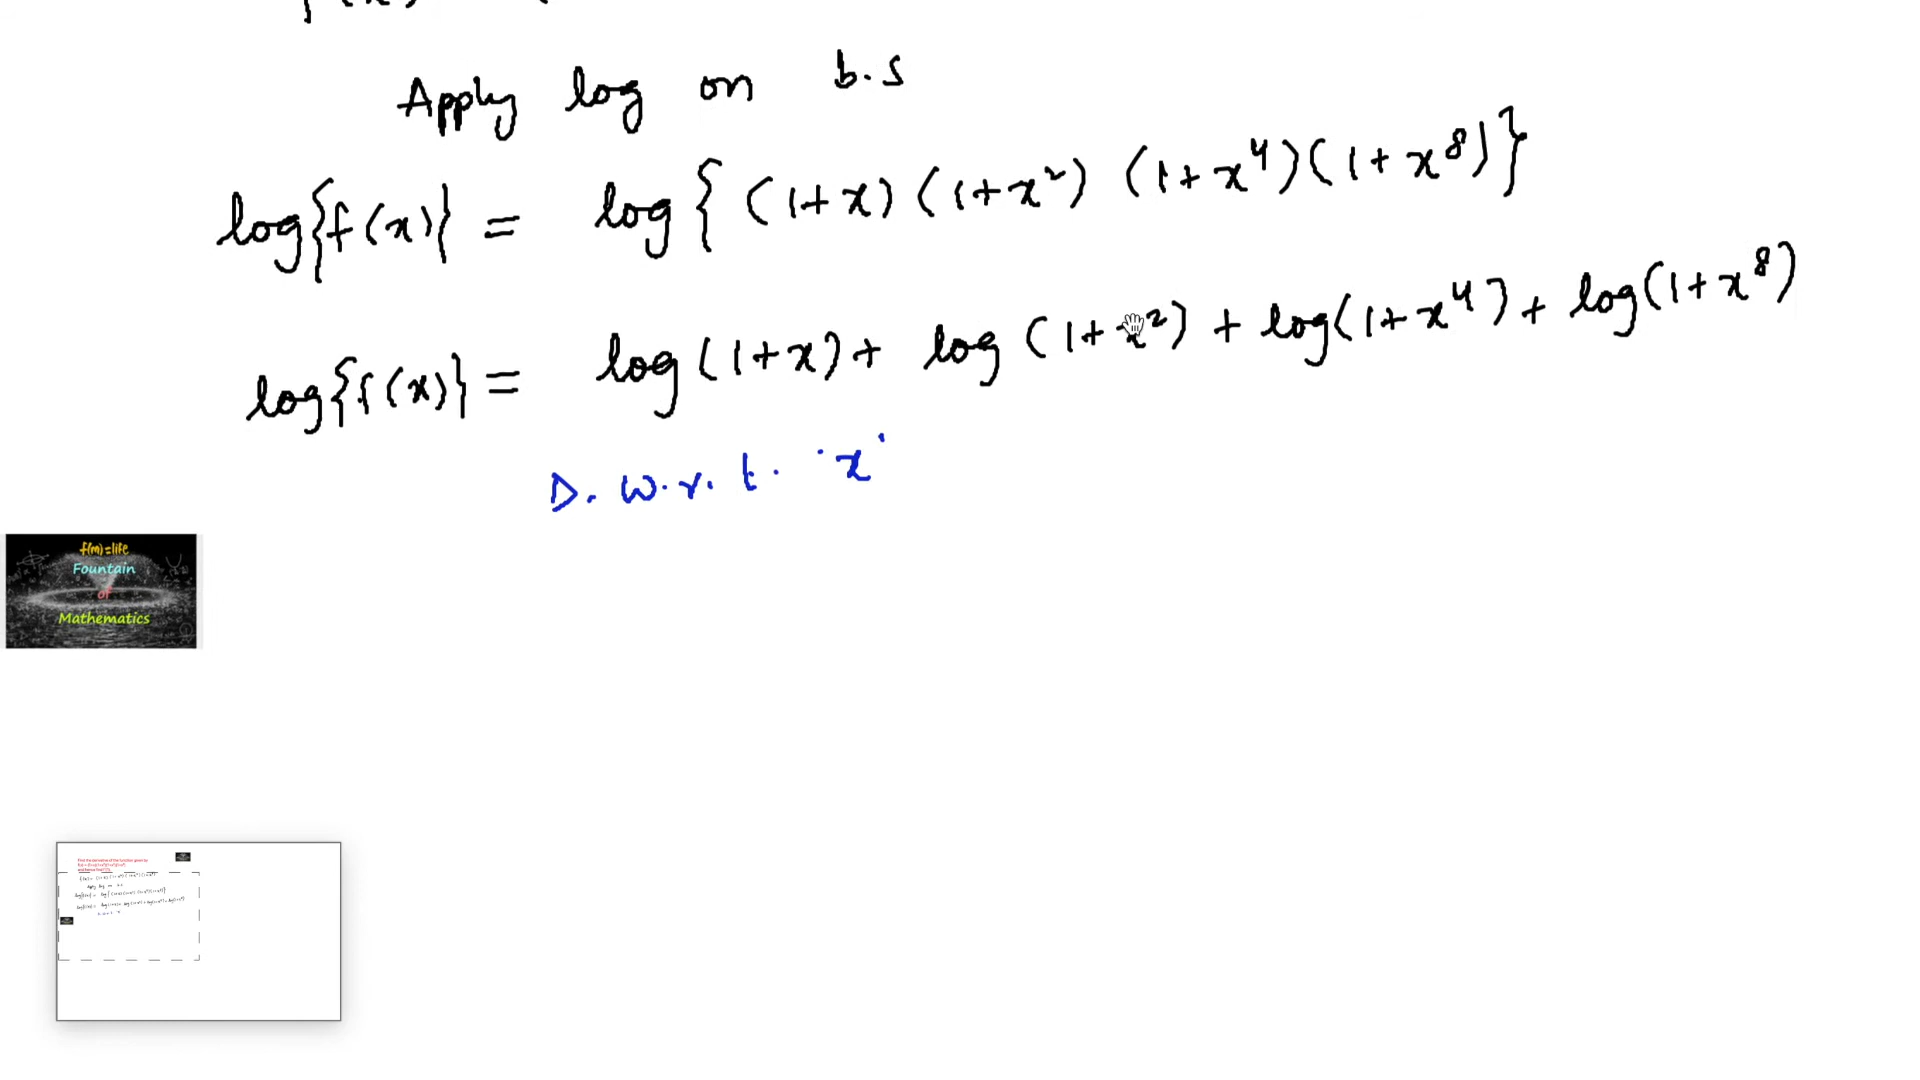 Apply log on b.s
log{f(x)} = log{(1+x)(1+x²)(1+x⁴)(1+x⁸)}
log{f(x)} = log(1+x)+ log(1+x²)+log(1+x⁴)+ log(1+x⁸)
D. w.r.t. 'x'
f(m)=life
Fountain
of
Mathematics